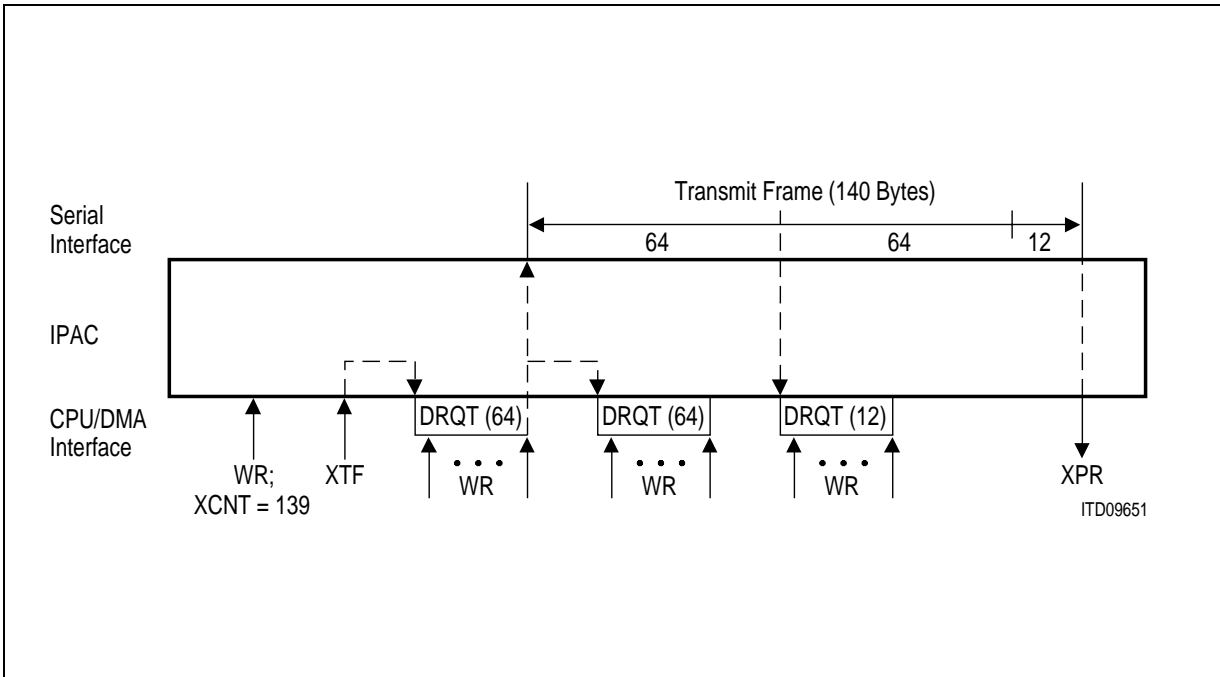 Transmit Frame (140 Bytes)
Serial
Interface
64
64
12
IPAC
CPU/DMA
Interface
DRQT (64)
DRQT (64)
DRQT (12)
WR;
XCNT = 139
XTF
WR
WR
WR
XPR
ITD09651